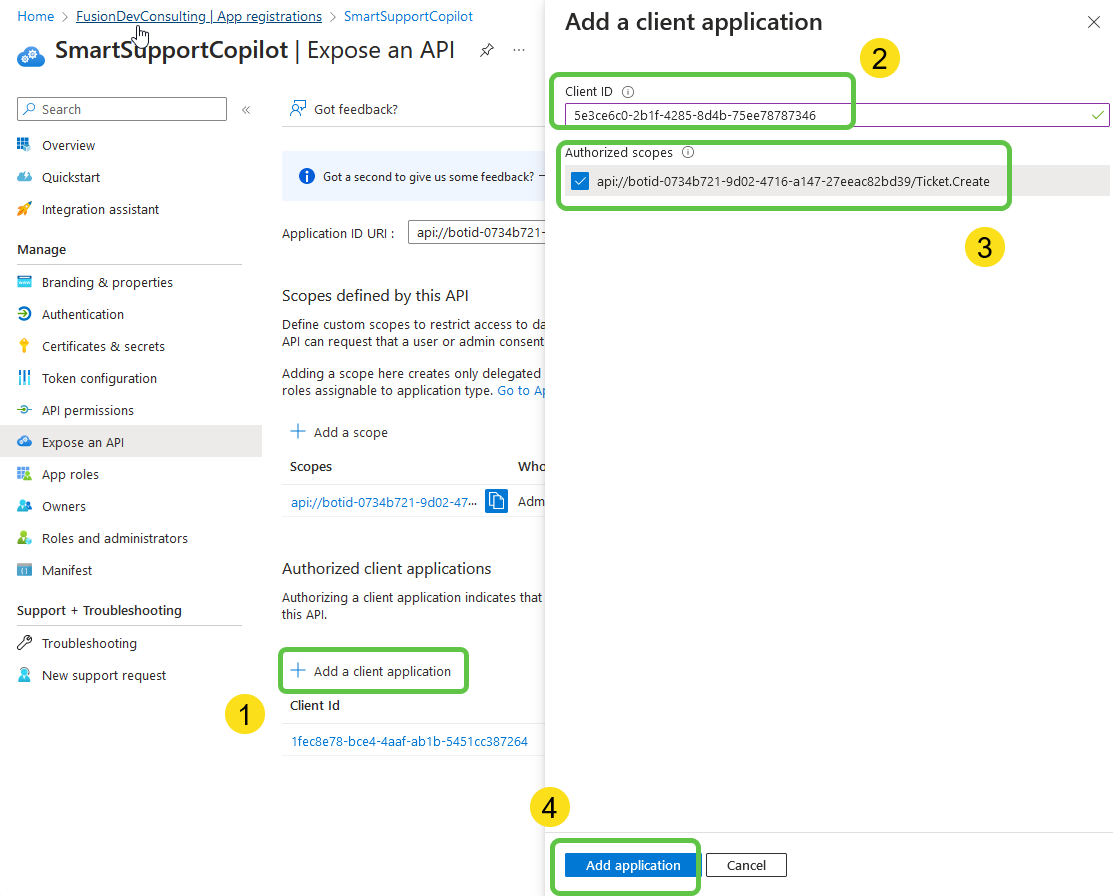 Home > FusionDevConsulting | App registrations > SmartSupportCopilot
SmartSupportCopilot | Expose an API
Search
«
Overview
Quickstart
Integration assistant
Manage
Branding & properties
Authentication
Certificates & secrets
Token configuration
API permissions
Expose an API
App roles
Owners
Roles and administrators
Manifest
Support + Troubleshooting
Troubleshooting
New support request
Got feedback?
Got a second to give us some feedback?
Application ID URI :
api://botid-0734b721-
Scopes defined by this API
Define custom scopes to restrict access to da
API can request that a user or admin consent
Adding a scope here creates only delegated
roles assignable to application type. Go to Ap
Add a scope
Scopes
Who
api://botid-0734b721-9d02-47...
Adm
Authorized client applications
Authorizing a client application indicates that
this API.
Add a client application
1
Client Id
1fec8e78-bce4-4aaf-ab1b-5451cc387264
Add a client application
2
Client ID
5e3ce6c0-2b1f-4285-8d4b-75ee78787346
Authorized scopes
api://botid-0734b721-9d02-4716-a147-27eeac82bd39/Ticket.Create
3
4
Add application
Cancel